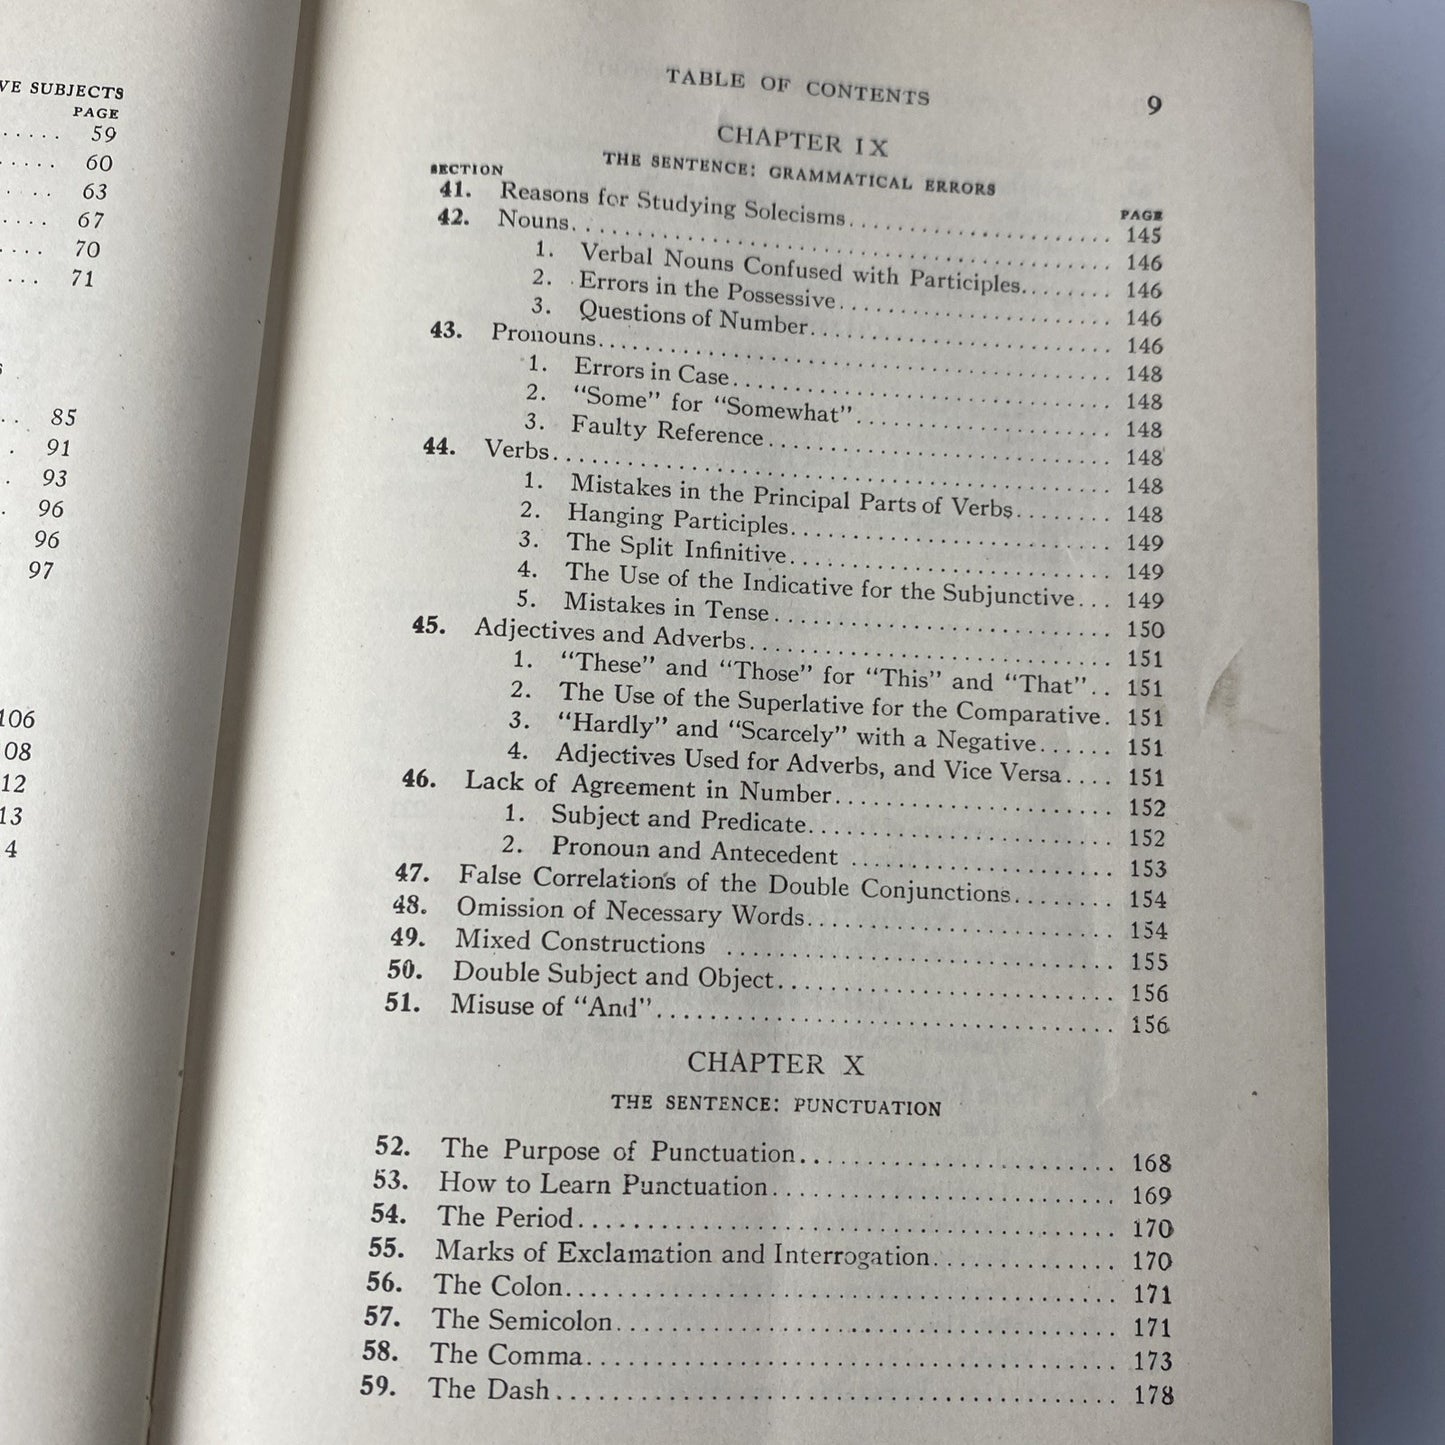 VE SUBJECTS
PAGE
..... 59
..... 60
.. 63
.... 67
.. 70
... 71
.. 85
. 91
. 93
. 96
96
97
106
08
12
13
4
TABLE OF CONTENTS 9
CHAPTER IX
THE SENTENCE: GRAMMATICAL ERRORS
SECTION PAGE
41. Reasons for Studying Solecisms........................ 145
42. Nouns........................ 146
1. Verbal Nouns Confused with Participles........ 146
2. Errors in the Possessive........................ 146
3. Questions of Number........................ 146
43. Pronouns........................ 148
1. Errors in Case........................ 148
2. "Some" for "Somewhat"........................ 148
3. Faulty Reference........................ 148
44. Verbs........................ 148
1. Mistakes in the Principal Parts of Verbs........ 148
2. Hanging Participles........................ 149
3. The Split Infinitive........................ 149
4. The Use of the Indicative for the Subjunctive... 149
5. Mistakes in Tense........................ 150
45. Adjectives and Adverbs........................ 151
1. "These" and "Those" for "This" and "That".. 151
2. The Use of the Superlative for the Comparative. 151
3. "Hardly" and "Scarcely" with a Negative...... 151
4. Adjectives Used for Adverbs, and Vice Versa.... 151
46. Lack of Agreement in Number........................ 152
1. Subject and Predicate........................ 152
2. Pronoun and Antecedent ........................ 153
47. False Correlations of the Double Conjunctions........ 154
48. Omission of Necessary Words........................ 154
49. Mixed Constructions ........................ 155
50. Double Subject and Object........................ 156
51. Misuse of "And"........................ 156
CHAPTER X
THE SENTENCE: PUNCTUATION
52. The Purpose of Punctuation........................ 168
53. How to Learn Punctuation........................ 169
54. The Period........................ 170
55. Marks of Exclamation and Interrogation.............. 170
56. The Colon........................ 171
57. The Semicolon........................ 171
58. The Comma........................ 173
59. The Dash........................ 178